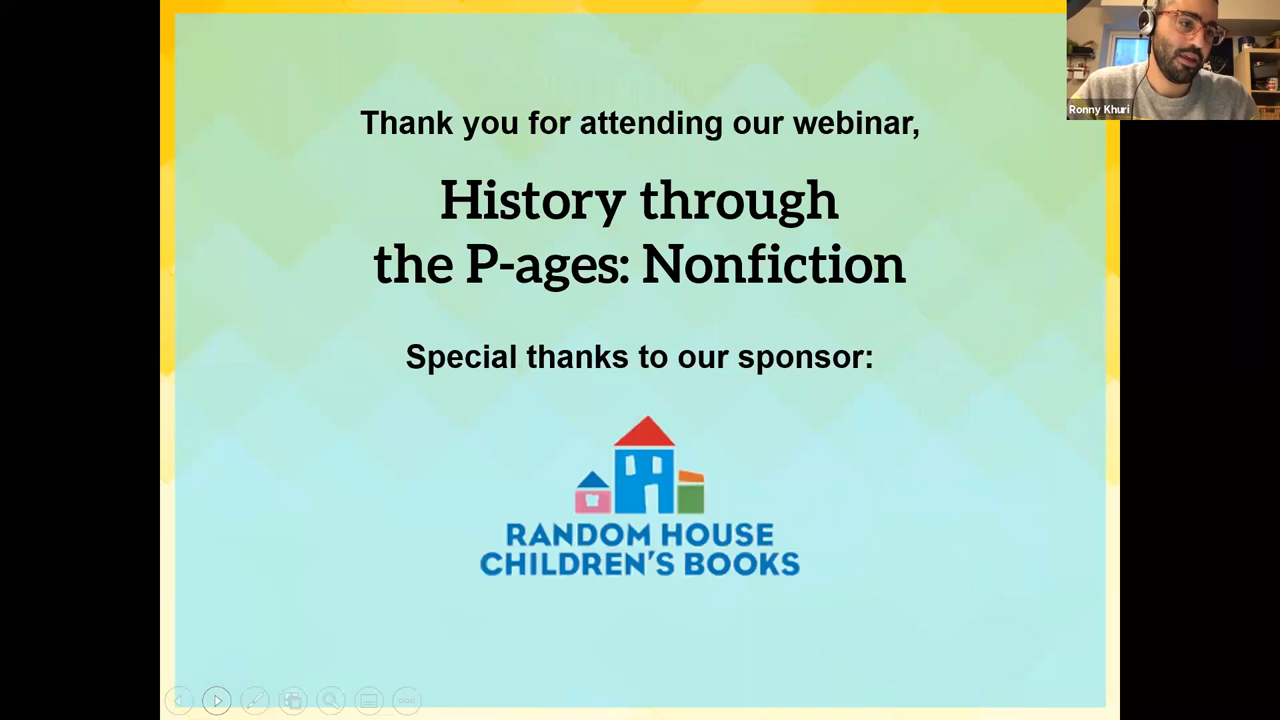 Thank you for attending our webinar,
History through
the P-ages: Nonfiction
Special thanks to our sponsor:
RANDOM HOUSE
CHILDREN'S BOOKS
Ronny Khuri